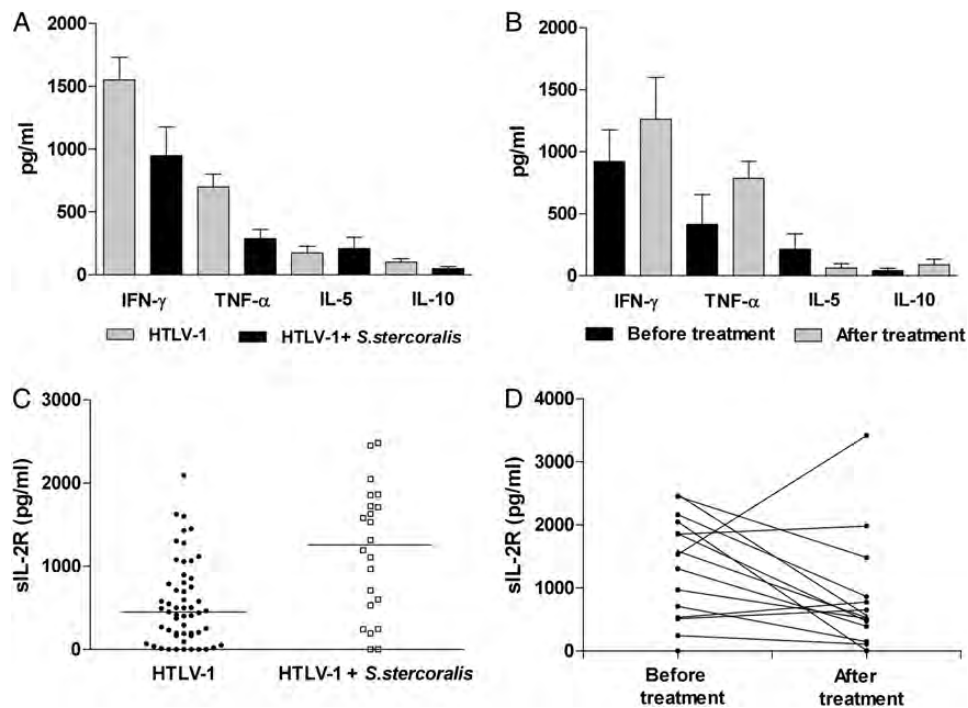 A
2000
1500
1000
500
0
pg/ml
IFN-γ TNF-α IL-5 IL-10
HTLV-1 HTLV-1+ S.stercoralis
B
2000
1500
1000
500
0
pg/ml
IFN-γ TNF-α IL-5 IL-10
Before treatment After treatment
C
3000
2000
1000
0
sIL-2R (pg/ml)
HTLV-1 HTLV-1 + S.stercoralis
D
4000
3000
2000
1000
0
sIL-2R (pg/ml)
Before After
treatment treatment